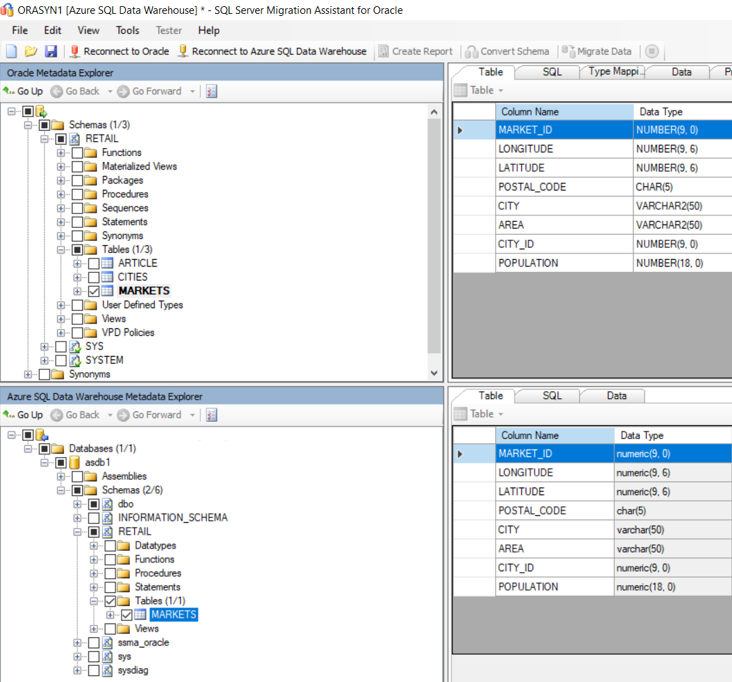 ORASYN1 [Azure SQL Data Warehouse] * - SQL Server Migration Assistant for Oracle
File Edit View Tools Tester Help
Reconnect to Oracle Reconnect to Azure SQL Data Warehouse Create Report Convert Schema Migrate Data
Oracle Metadata Explorer
Go Up Go Back Go Forward
Schemas (1/3)
RETAIL
Functions
Materialized Views
Packages
Procedures
Sequences
Statements
Synonyms
Tables (1/3)
ARTICLE
CITIES
MARKETS
User Defined Types
Views
VPD Policies
SYS
SYSTEM
Synonyms
Table SQL Type Mappi... Data P
Table
Column Name Data Type
MARKET_ID NUMBER(9, 0)
LONGITUDE NUMBER(9, 6)
LATITUDE NUMBER(9, 6)
POSTAL_CODE CHAR(5)
CITY VARCHAR2(50)
AREA VARCHAR2(50)
CITY_ID NUMBER(9, 0)
POPULATION NUMBER(18, 0)
Azure SQL Data Warehouse Metadata Explorer
Go Up Go Back Go Forward
Databases (1/1)
asdb1
Assemblies
Schemas (2/6)
dbo
INFORMATION_SCHEMA
RETAIL
Datatypes
Functions
Procedures
Statements
Tables (1/1)
MARKETS
Views
ssma_oracle
sys
sysdiag
Table SQL Data
Table
Column Name Data Type
MARKET_ID numeric(9, 0)
LONGITUDE numeric(9, 6)
LATITUDE numeric(9, 6)
POSTAL_CODE char(5)
CITY varchar(50)
AREA varchar(50)
CITY_ID numeric(9, 0)
POPULATION numeric(18, 0)